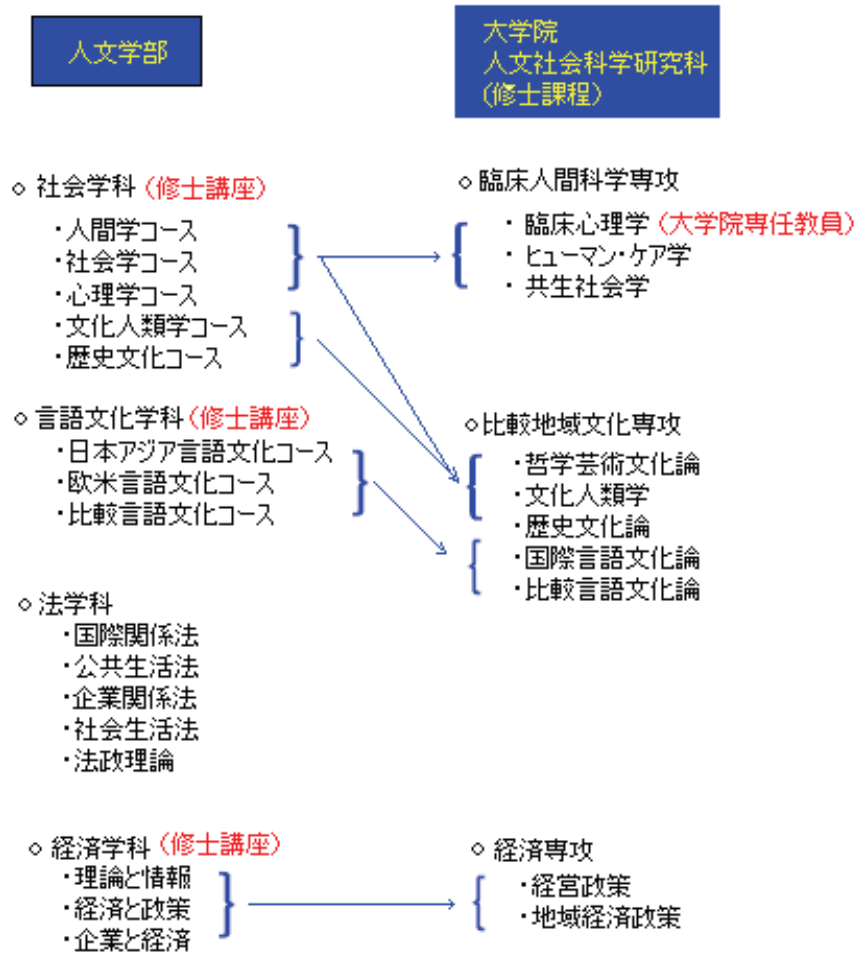 人文学部
大学院
人文社会科学研究科
(修士課程)
○ 社会学科 (修士講座)
・人間学コース
・社会学コース
・心理学コース
・文化人類学コース
・歴史文化コース
○ 言語文化学科 (修士講座)
・日本アジア言語文化コース
・欧米言語文化コース
・比較言語文化コース
○ 法学科
・国際関係法
・公共生活法
・企業関係法
・社会生活法
・法政理論
○ 経済学科 (修士講座)
・理論と情報
・経済と政策
・企業と経済
○ 臨床人間科学専攻
・臨床心理学 (大学院専任教員)
・ヒューマン・ケア学
・共生社会学
○比較地域文化専攻
・哲学芸術文化論
・文化人類学
・歴史文化論
・国際言語文化論
・比較言語文化論
○ 経済専攻
・経営政策
・地域経済政策